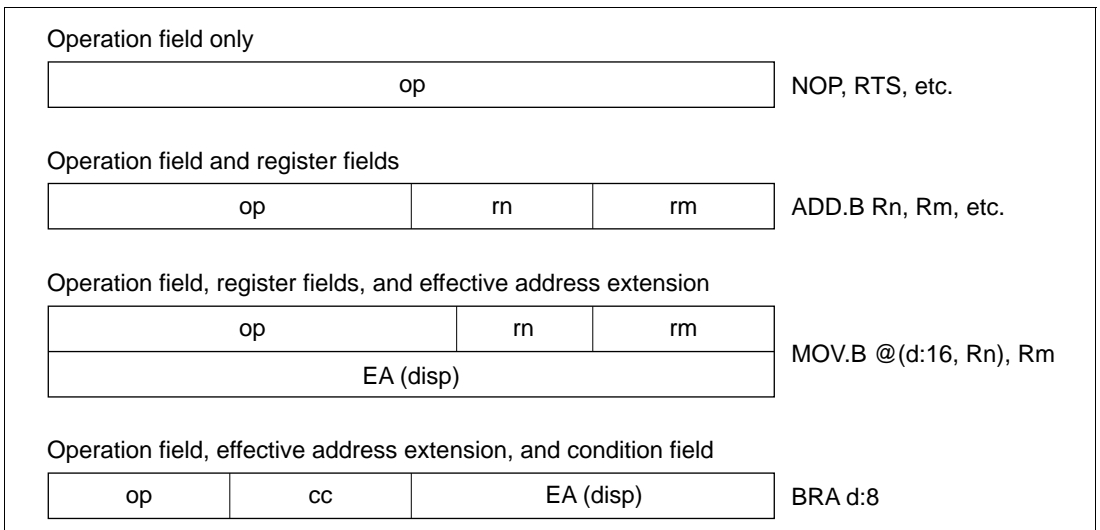 Operation field only
op NOP, RTS, etc.
Operation field and register fields
op rn rm ADD.B Rn, Rm, etc.
Operation field, register fields, and effective address extension
op rn rm
MOV.B @(d:16, Rn), Rm
EA (disp)
Operation field, effective address extension, and condition field
op cc EA (disp) BRA d:8